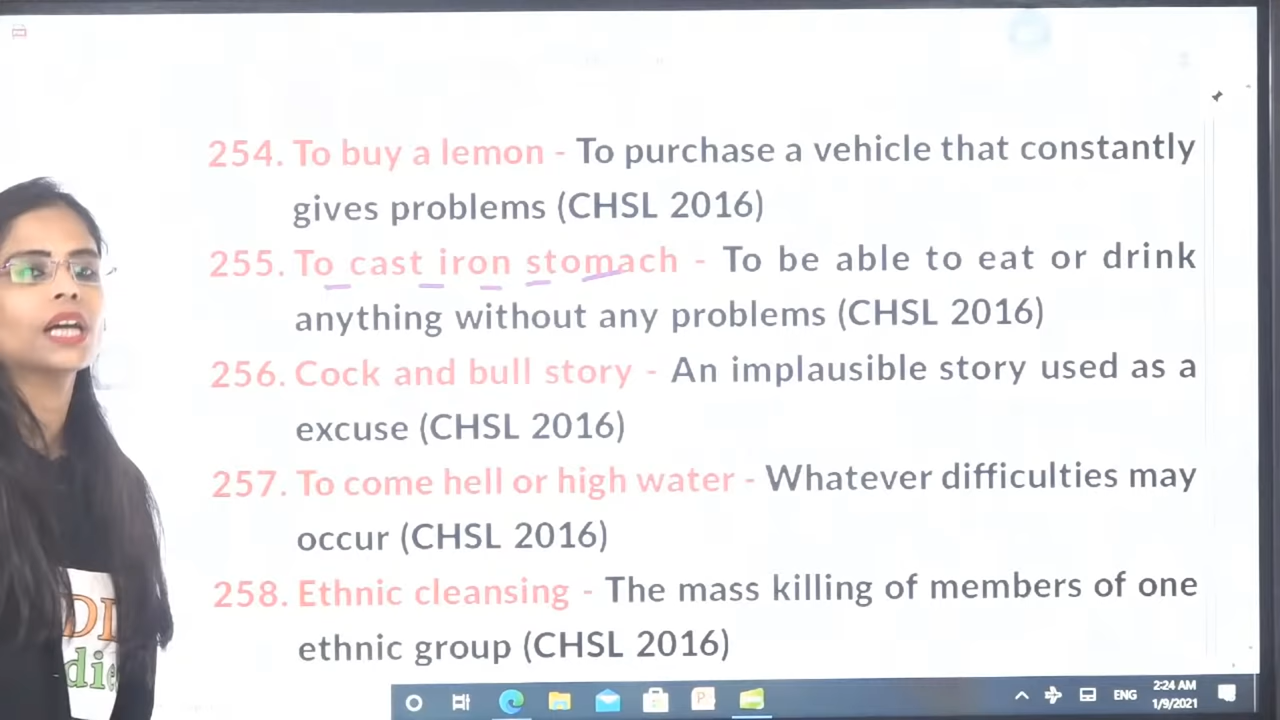 254. To buy a lemon - To purchase a vehicle that constantly
gives problems (CHSL 2016)
255. To cast iron stomach - To be able to eat or drink
anything without any problems (CHSL 2016)
256. Cock and bull story - An implausible story used as a
excuse (CHSL 2016)
257. To come hell or high water - Whatever difficulties may
occur (CHSL 2016)
258. Ethnic cleansing - The mass killing of members of one
ethnic group (CHSL 2016)
ENG
2:24 AM
1/9/2021